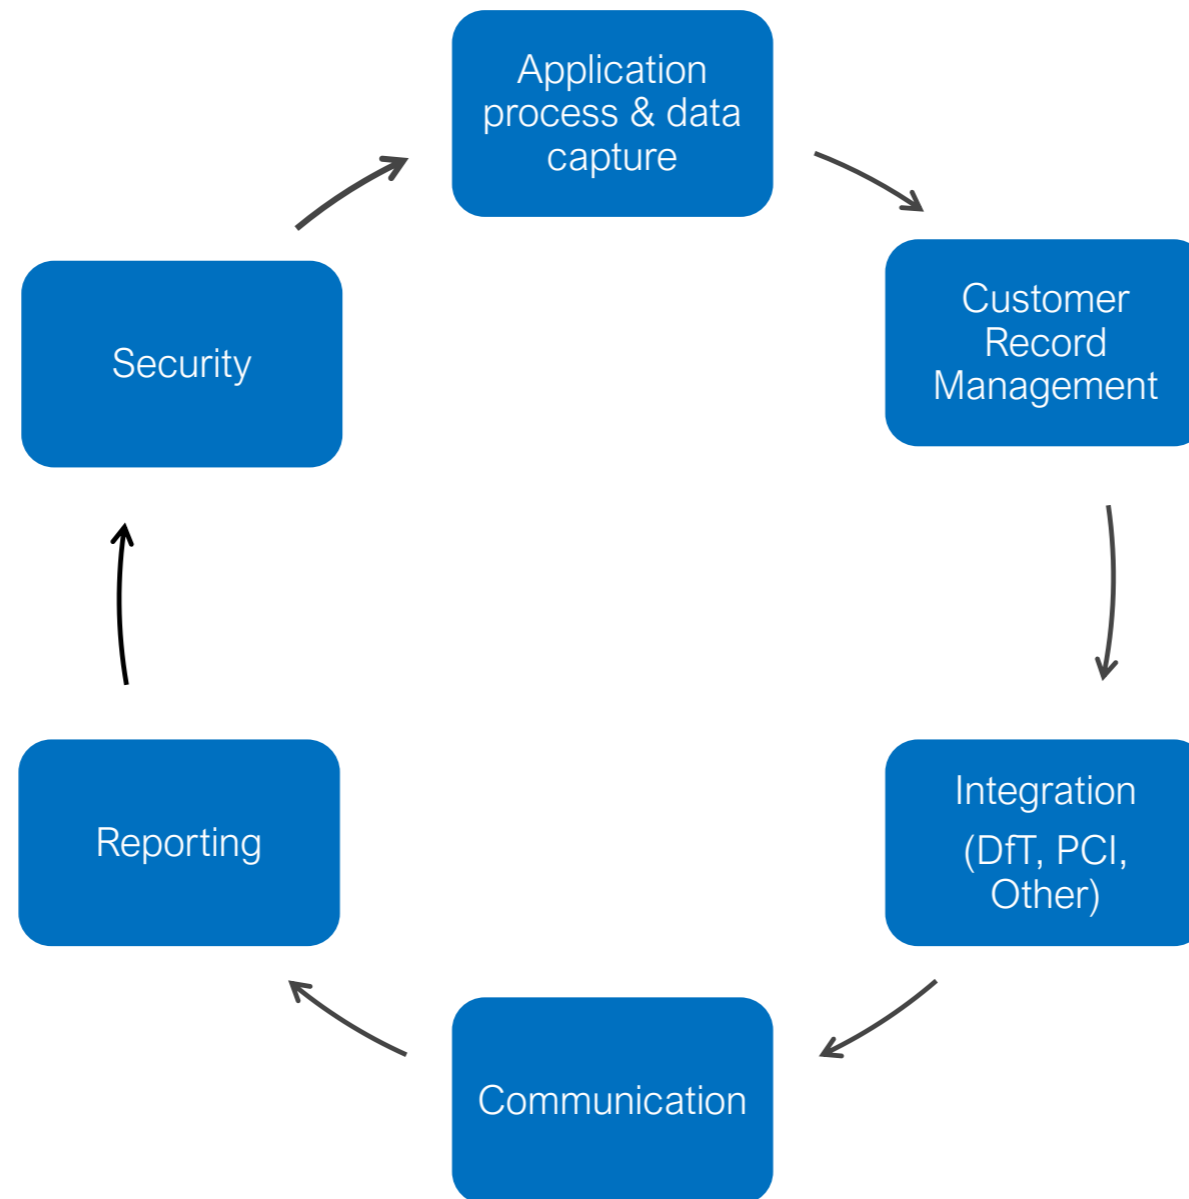 Application
process & data
capture
Customer
Record
Management
Integration
(DfT, PCI,
Other)
Communication
Reporting
Security